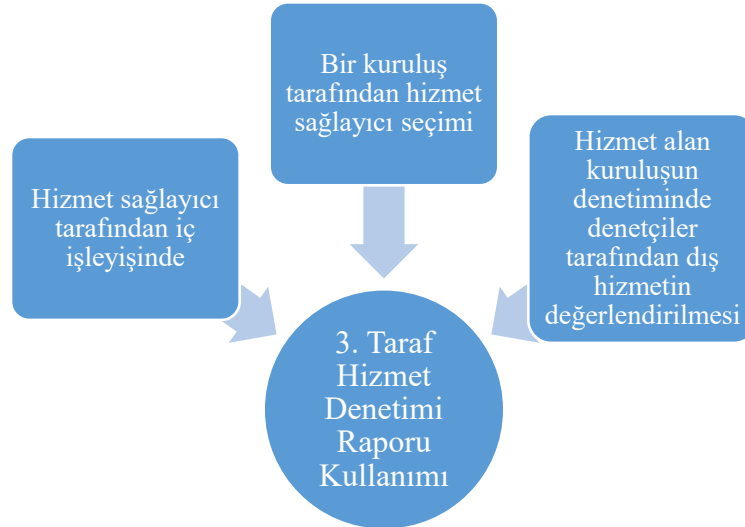 Bir kuruluş
tarafından hizmet
sağlayıcı seçimi
Hizmet sağlayıcı
tarafından iç
işleyişinde
Hizmet alan
kuruluşun
denetiminde
denetçiler
tarafından dış
hizmetin
değerlendirilmesi
3. Taraf
Hizmet
Denetimi
Raporu
Kullanımı